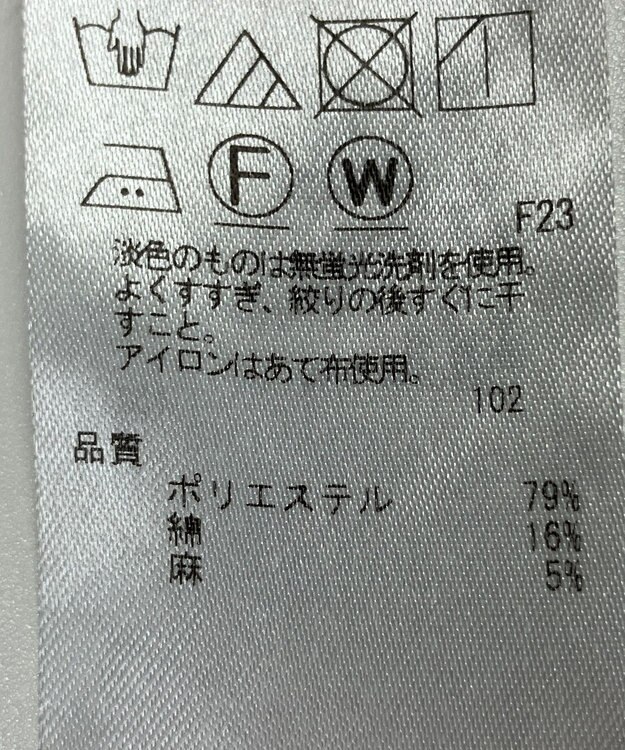 F
W
F23
淡色のものは無蛍光洗剤を使用。
よくすすぎ、絞りの後すぐに干
すこと。
アイロンはあて布使用。
102
品質
ポリエステル 79%
綿 16%
麻 5%